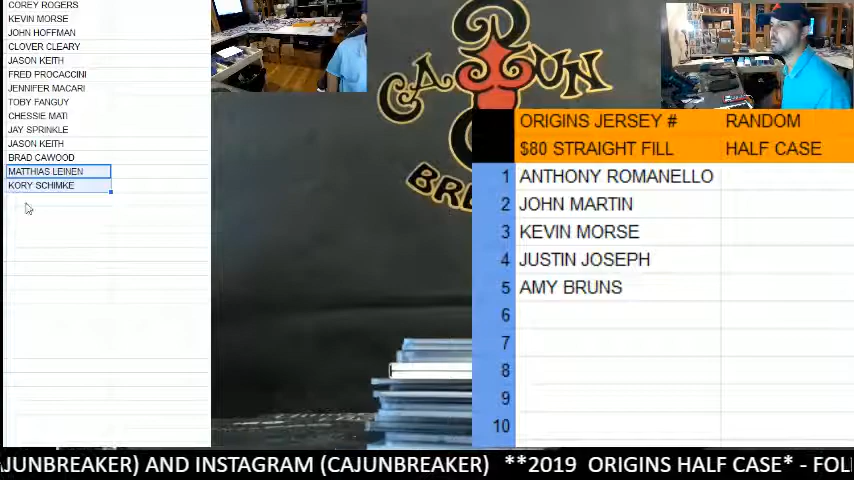 COREY ROGERS
KEVIN MORSE
JOHN HOFFMAN
CLOVER CLEARY
JASON KEITH
FRED PROCACCINI
JENNIFER MACARI
TOBY FANGUY
CHESSIE MATI
JAY SPRINKLE
JASON KEITH
BRAD CAWOOD
MATTHIAS LEINEN
KORY SCHIMKE
CAJUN
BRE
ORIGINS JERSEY # RANDOM
$80 STRAIGHT FILL HALF CASE
1 ANTHONY ROMANELLO
2 JOHN MARTIN
3 KEVIN MORSE
4 JUSTIN JOSEPH
5 AMY BRUNS
6
7
8
9
10
AJUNBREAKER) AND INSTAGRAM (CAJUNBREAKER) **2019 ORIGINS HALF CASE* - FOL